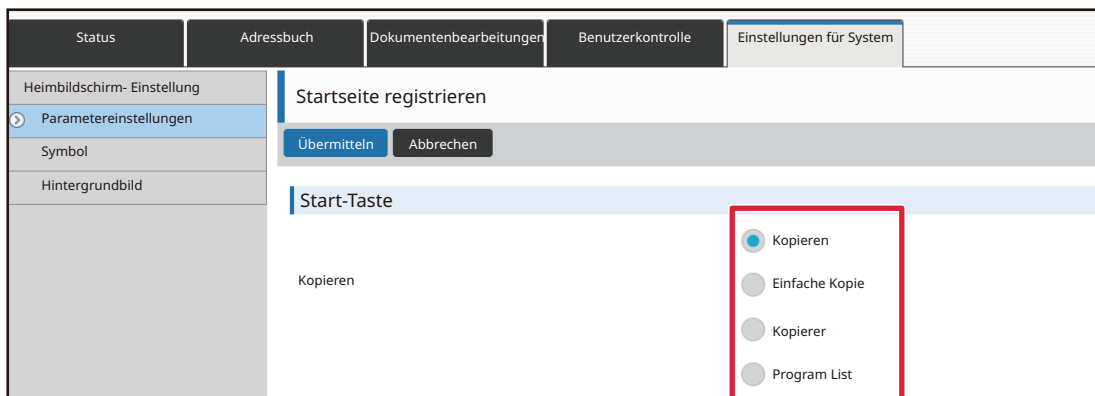 Status
Adressbuch
Dokumentenbearbeitungen
Benutzerkontrolle
Einstellungen für System
Heimbildschirm- Einstellung
Parametereinstellungen
Symbol
Hintergrundbild
Startseite registrieren
Übermitteln
Abbrechen
Start-Taste
Kopieren
Kopieren
Einfache Kopie
Kopierer
Program List